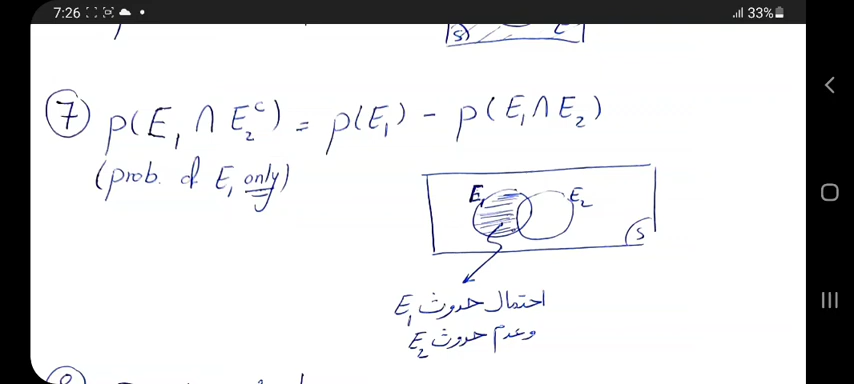 7:26
33%
(S)
⑦ P(E₁ ∩ E₂ᶜ) = P(E₁) - P(E₁ ∩ E₂)
(prob. of E₁ only)
E₁
E₂
S
احتمال حدوث E₁
وعدم حدوث E₂